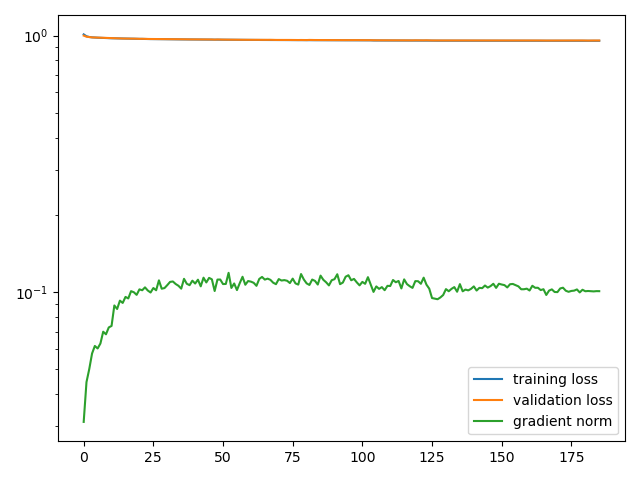 10⁰
10⁻¹
training loss
validation loss
gradient norm
0 25 50 75 100 125 150 175